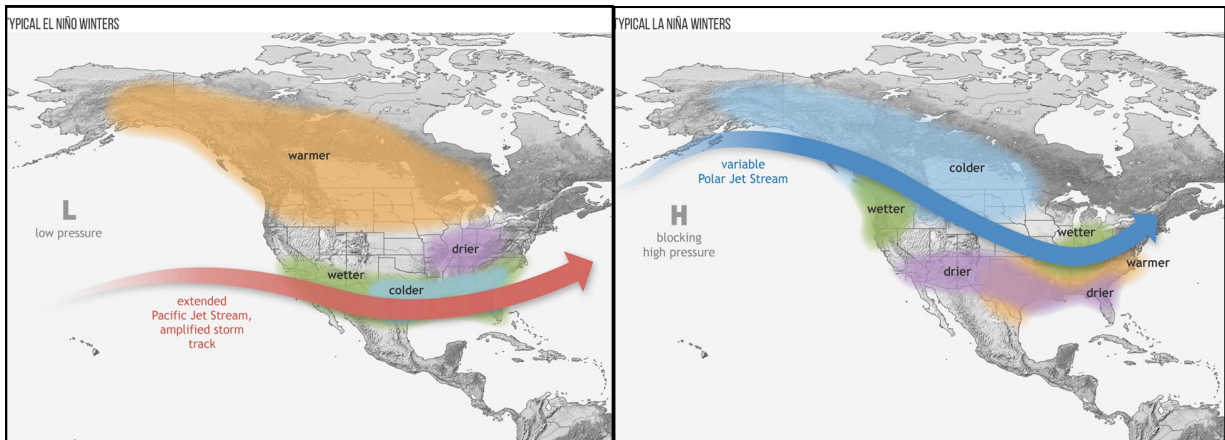 TYPICAL EL NIÑO WINTERS
warmer
L
low pressure
drier
wetter
colder
extended
Pacific Jet Stream,
amplified storm
track
TYPICAL LA NIÑA WINTERS
variable
Polar Jet Stream
colder
wetter
H
blocking
high pressure
wetter
warmer
drier
drier